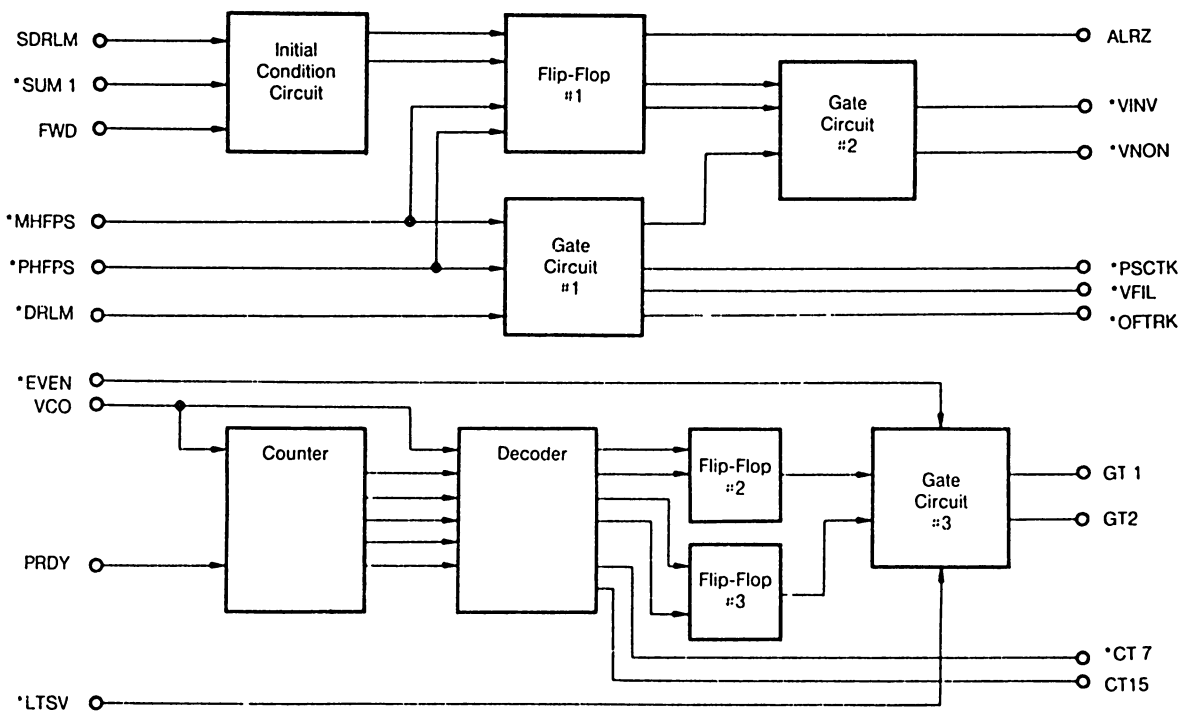 SDRLM
*SUM 1
FWD
Initial
Condition
Circuit
Flip-Flop
#1
ALRZ
Gate
Circuit
#2
*VINV
*VNON
*MHFPS
*PHFPS
*DRLM
Gate
Circuit
#1
*PSCTK
*VFIL
*OFTRK
*EVEN
VCO
Counter
Decoder
Flip-Flop
#2
Gate
Circuit
#3
GT 1
GT2
PRDY
Flip-Flop
#3
*CT 7
CT15
*LTSV